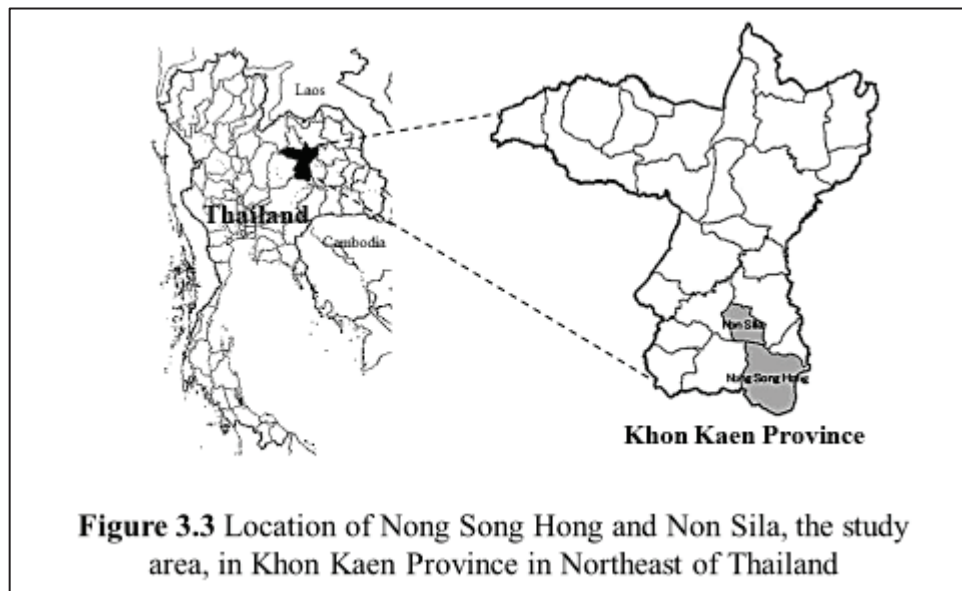 Laos
Thailand
Cambodia
Non Sila
Nong Song Hong
Khon Kaen Province
Figure 3.3 Location of Nong Song Hong and Non Sila, the study
area, in Khon Kaen Province in Northeast of Thailand